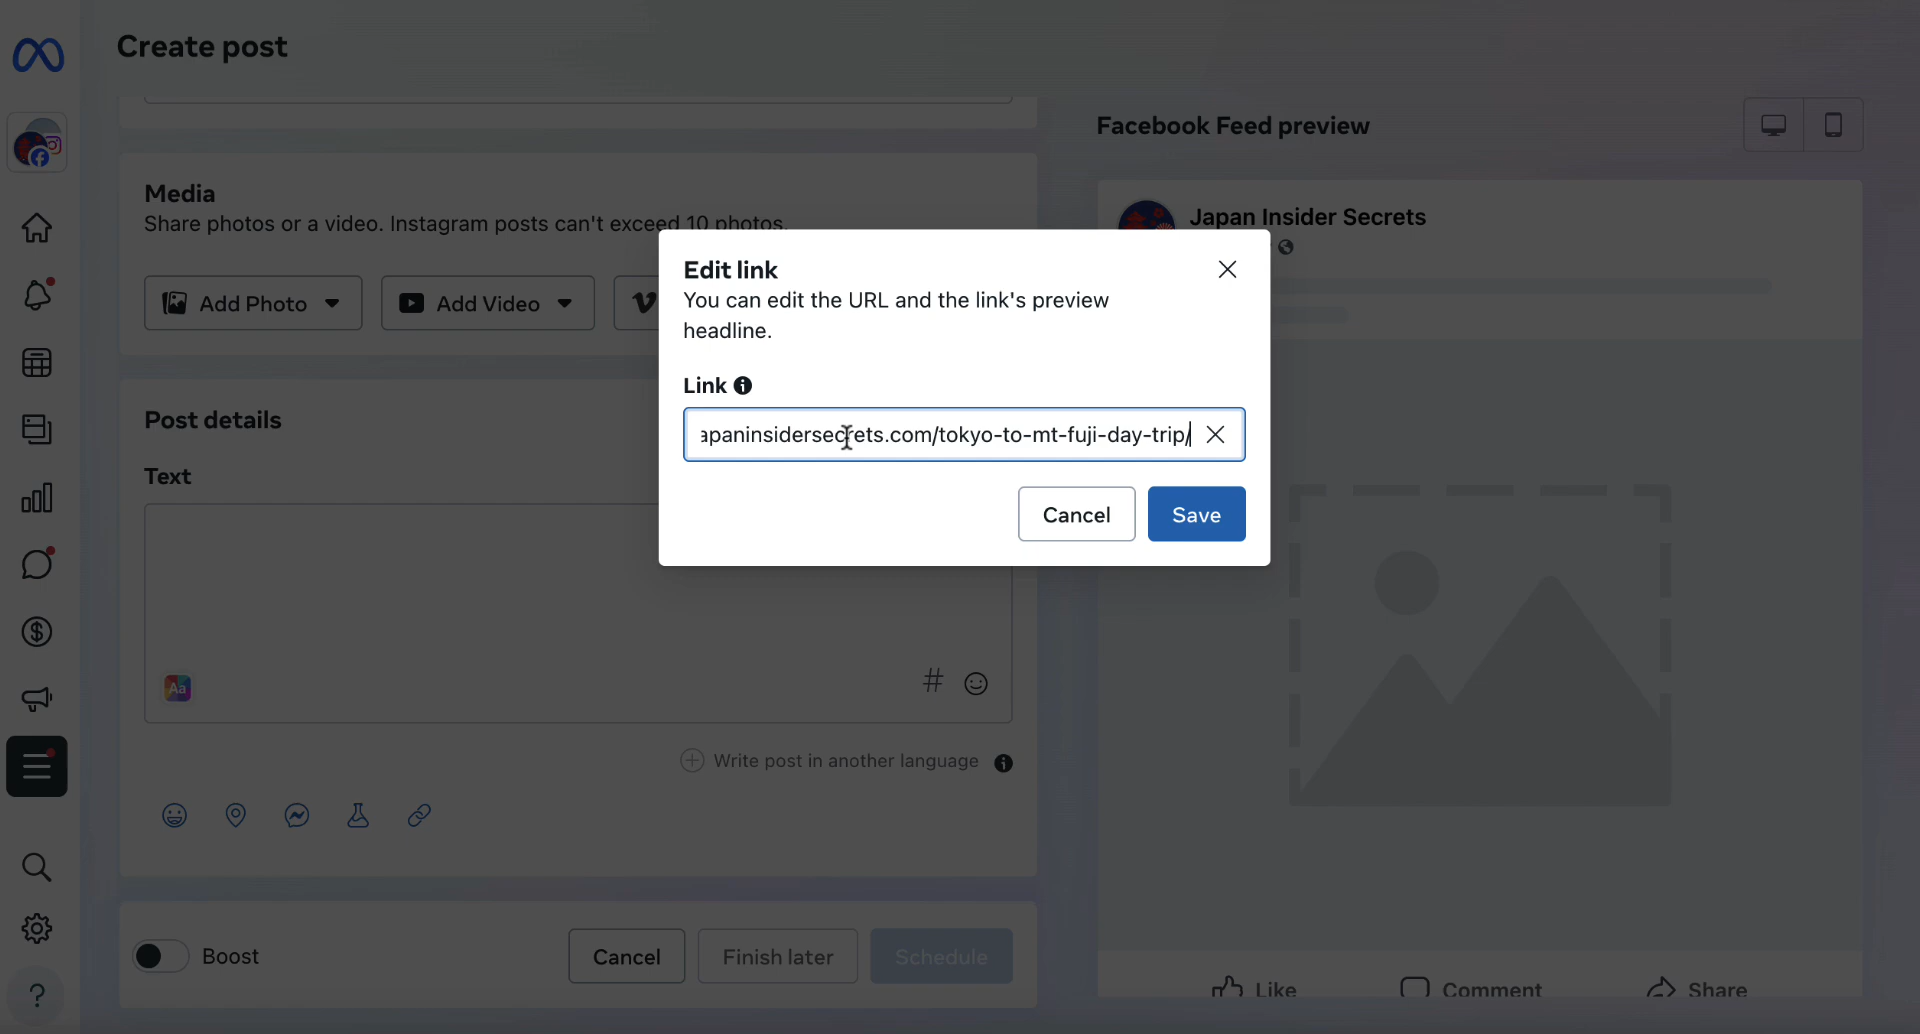 Create post
Facebook Feed preview
Media
Share photos or a video. Instagram posts can't exceed 10 photos.
Japan Insider Secrets
Add Photo
Add Video
Edit link
You can edit the URL and the link's preview
headline.
Link
apaninsidersecrets.com/tokyo-to-mt-fuji-day-trip/
Cancel
Save
Post details
Text
Aa
#
Write post in another language
Boost
Cancel
Finish later
Schedule
Like
Comment
Share
?